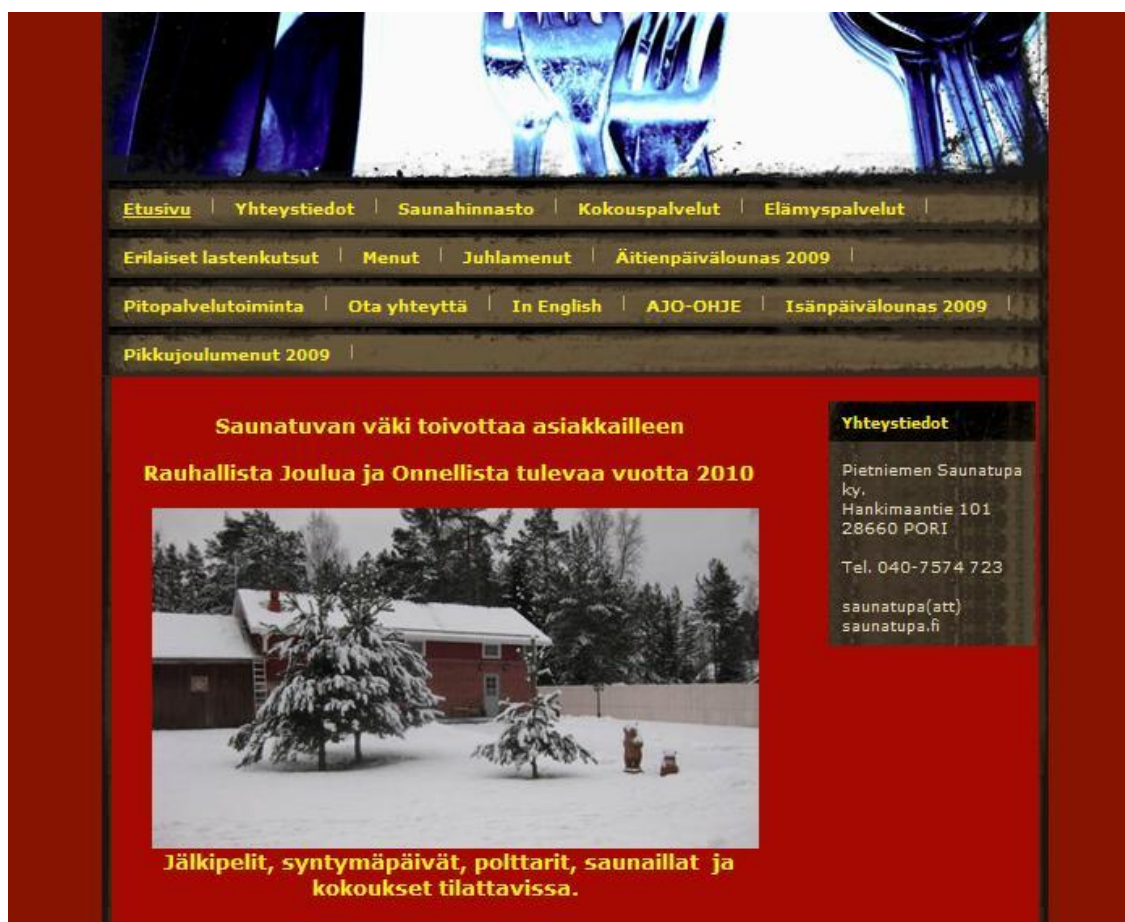 Etusivu | Yhteystiedot | Saunahinnasto | Kokouspalvelut | Elämyspalvelut |
Erilaiset lastenkutsut | Menut | Juhlamenut | Äitienpäivälounas 2009 |
Pitopalvelutoiminta | Ota yhteyttä | In English | AJO-OHJE | Isänpäivälounas 2009 |
Pikkujoulumenut 2009 |
Saunatuvan väki toivottaa asiakkailleen
Rauhallista Joulua ja Onnellista tulevaa vuotta 2010
Jälkipelit, syntymäpäivät, polttarit, saunaillat ja
kokoukset tilattavissa.
Yhteystiedot
Pietniemen Saunatupa
ky.
Hankimaantie 101
28660 PORI
Tel. 040-7574 723
saunatupa(att)
saunatupa.fi